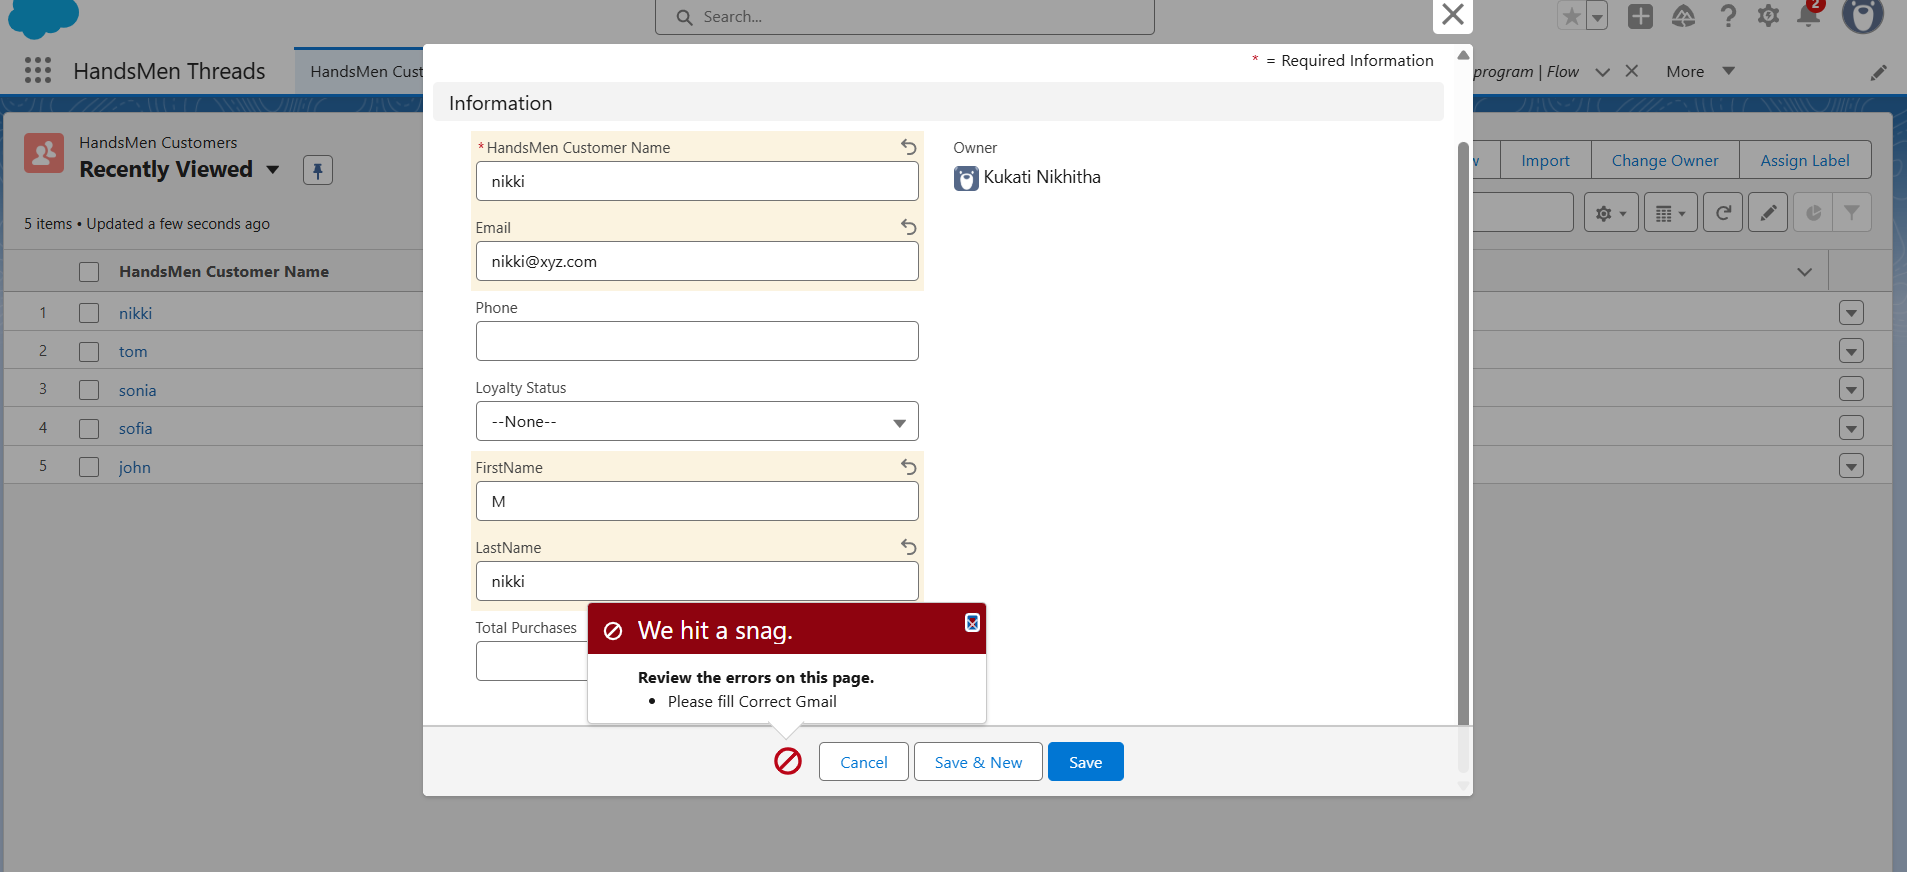 Search...
2
HandsMen Threads
HandsMen Cust
program | Flow
More
* = Required Information
Information
HandsMen Customers
Recently Viewed
Import
Change Owner
Assign Label
5 items • Updated a few seconds ago
HandsMen Customer Name
1 nikki
2 tom
3 sonia
4 sofia
5 john
*HandsMen Customer Name
nikki
Owner
Kukati Nikhitha
Email
nikki@xyz.com
Phone
Loyalty Status
--None--
FirstName
M
LastName
nikki
Total Purchases
We hit a snag.
Review the errors on this page.
• Please fill Correct Gmail
Cancel
Save & New
Save